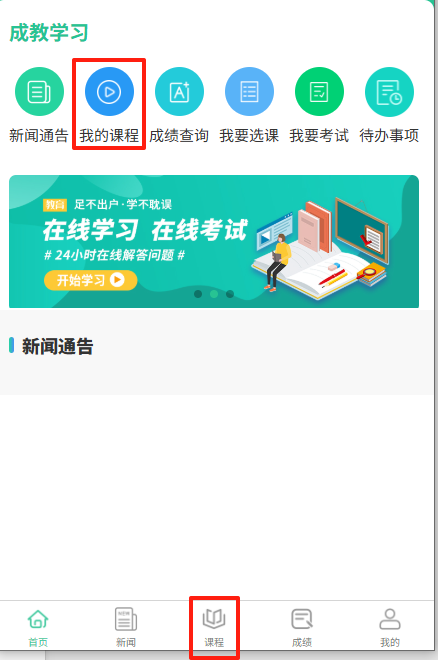 成教学习
新闻通告 我的课程 成绩查询 我要选课 我要考试 待办事项
足不出户·学不耽误
在线学习 在线考试
# 24小时在线解答问题 #
开始学习
新闻通告
NEW
首页 新闻 课程 成绩 我的